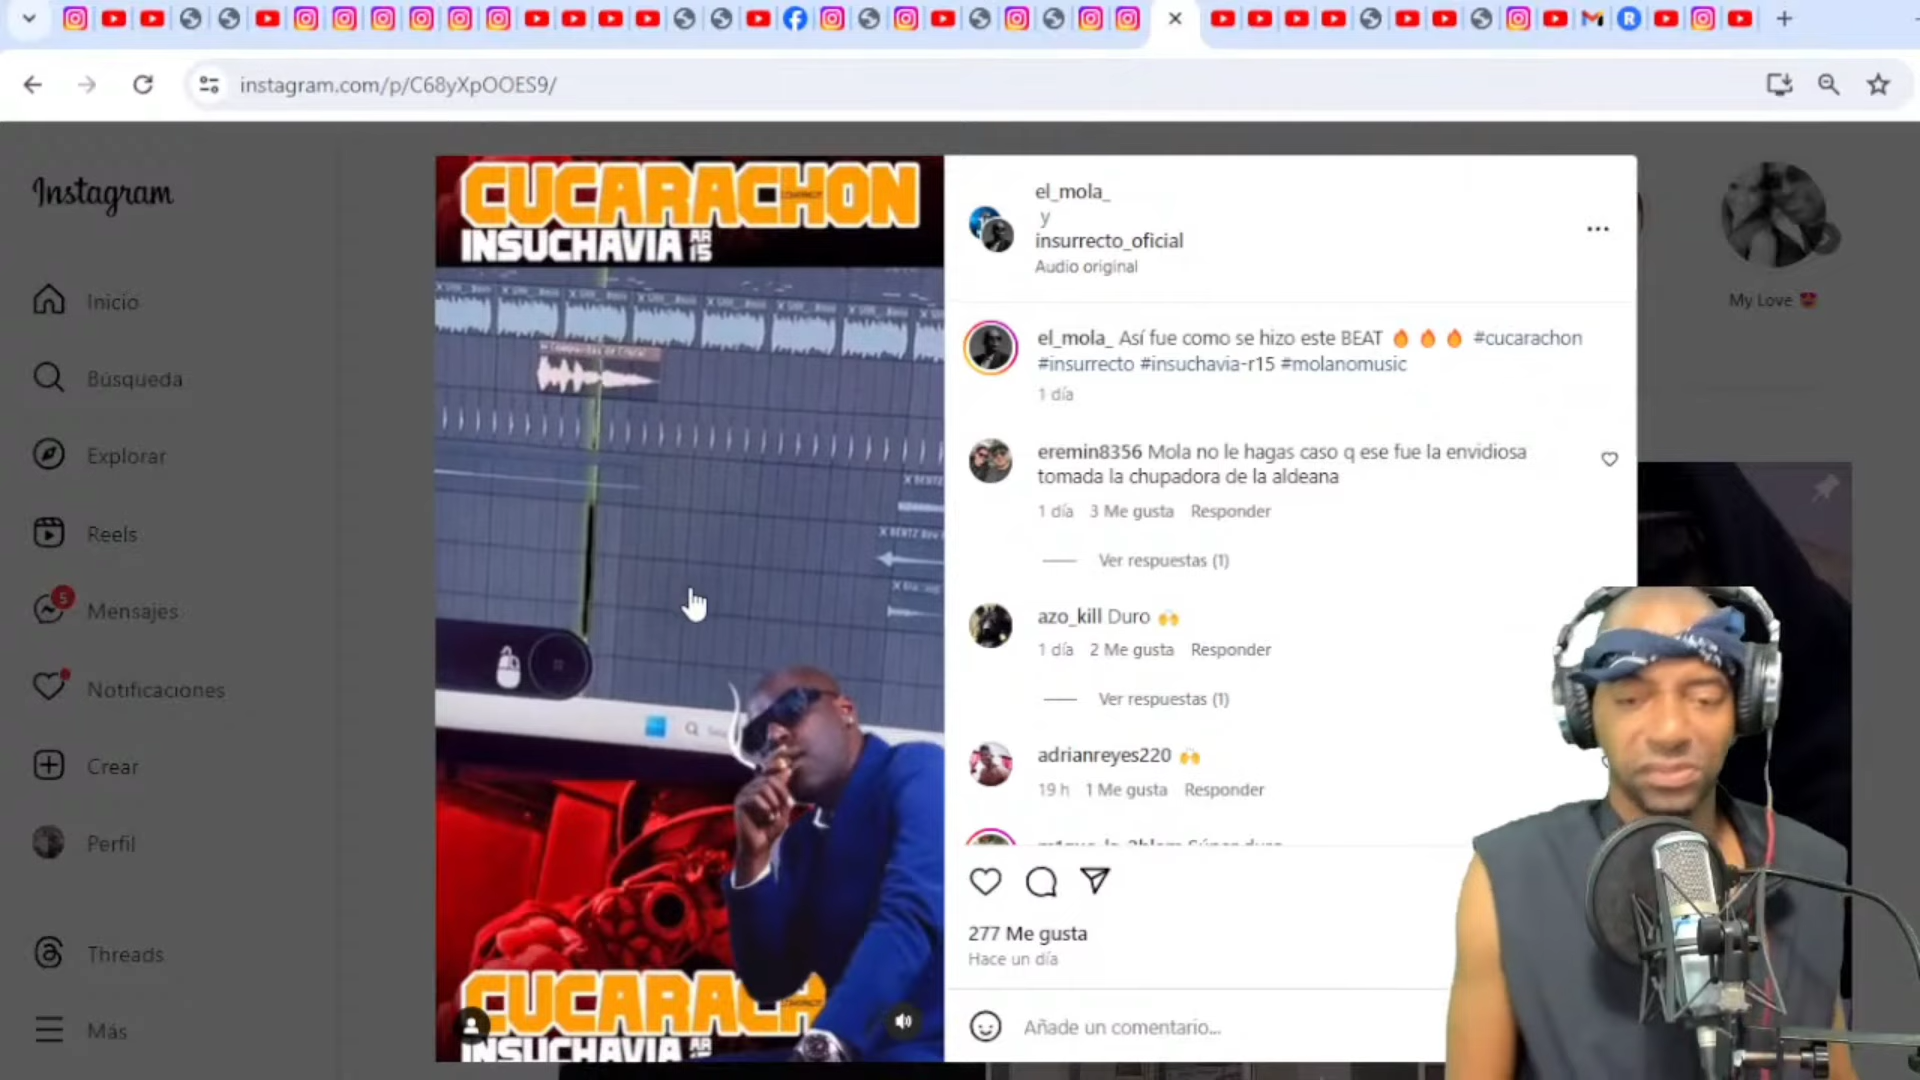 instagram.com/p/C68yXpOOES9/
Instagram
Inicio
Búsqueda
Explorar
Reels
5
Mensajes
Notificaciones
Crear
Perfil
Threads
Más
CUCARACHON
INSUCHAVIA AR 15
CUCARACH
INSUCHAVIA
el_mola_
y
insurrecto_oficial
Audio original
el_mola_ Así fue como se hizo este BEAT 🔥 🔥 🔥 #cucarachon
#insurrecto #insuchavia-r15 #molanomusic
1 día
eremin8356 Mola no le hagas caso q ese fue la envidiosa
tomada la chupadora de la aldeana
1 día 3 Me gusta Responder
Ver respuestas (1)
azo_kill Duro 🙌
1 día 2 Me gusta Responder
Ver respuestas (1)
adrianreyes220 🙌
19 h 1 Me gusta Responder
277 Me gusta
Hace un día
Añade un comentario...
My Love 😍